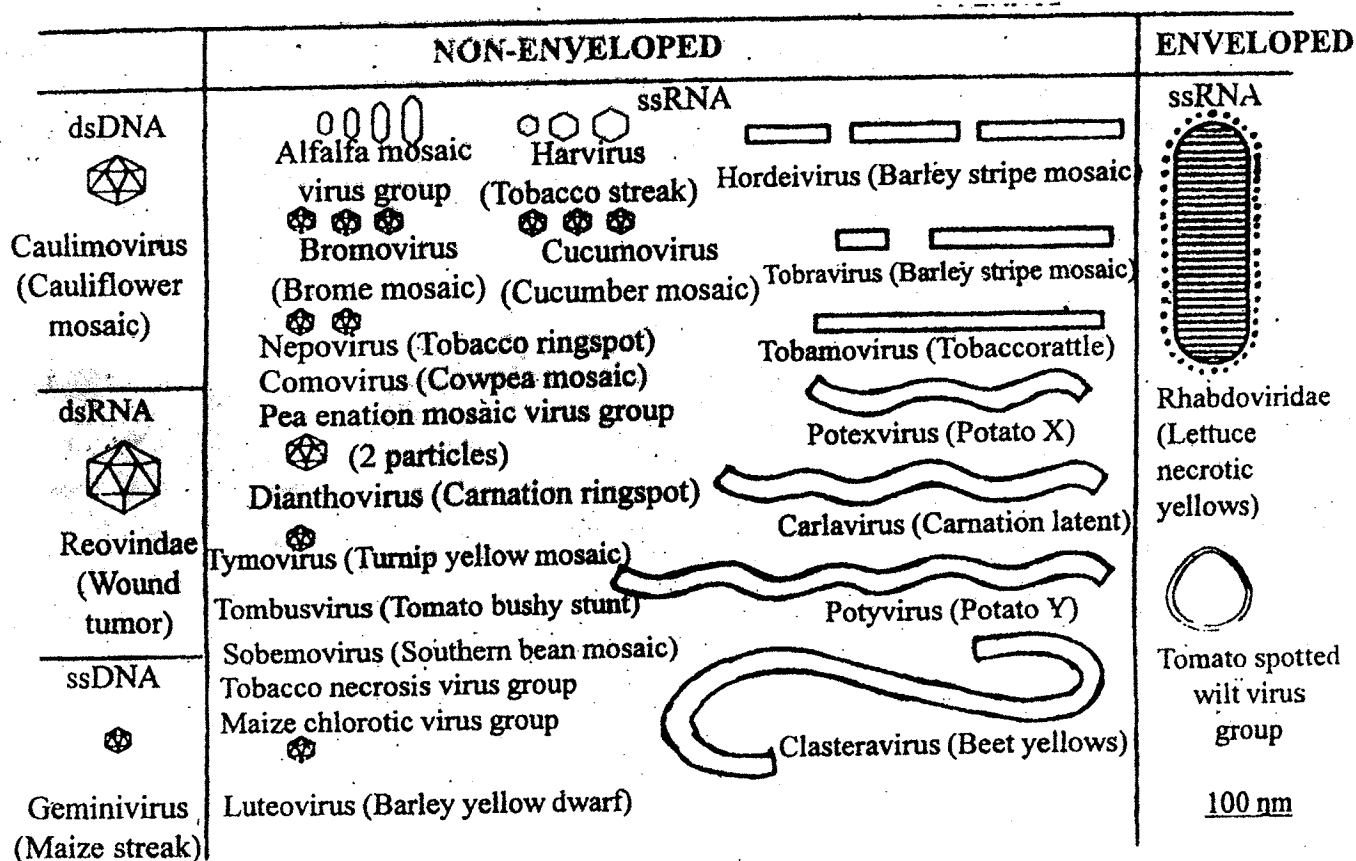 NON-ENVELOPED
ENVELOPED
dsDNA
Caulimovirus
(Cauliflower
mosaic)
dsRNA
Reovindae
(Wound
tumor)
ssDNA
Geminivirus
(Maize streak)
ssRNA
Alfalfa mosaic
virus group
Harvirus
(Tobacco streak)
Bromovirus
(Brome mosaic)
Cucumovirus
(Cucumber mosaic)
Nepovirus (Tobacco ringspot)
Comovirus (Cowpea mosaic)
Pea enation mosaic virus group
(2 particles)
Dianthovirus (Carnation ringspot)
Tymovirus (Turnip yellow mosaic)
Tombusvirus (Tomato bushy stunt)
Sobemovirus (Southern bean mosaic)
Tobacco necrosis virus group
Maize chlorotic virus group
Luteovirus (Barley yellow dwarf)
Hordeivirus (Barley stripe mosaic)
Tobravirus (Barley stripe mosaic)
Tobamovirus (Tobaccorattle)
Potexvirus (Potato X)
Carlavirus (Carnation latent)
Potyvirus (Potato Y)
Clasteravirus (Beet yellows)
ssRNA
Rhabdoviridae
(Lettuce
necrotic
yellows)
Tomato spotted
wilt virus
group
100 nm